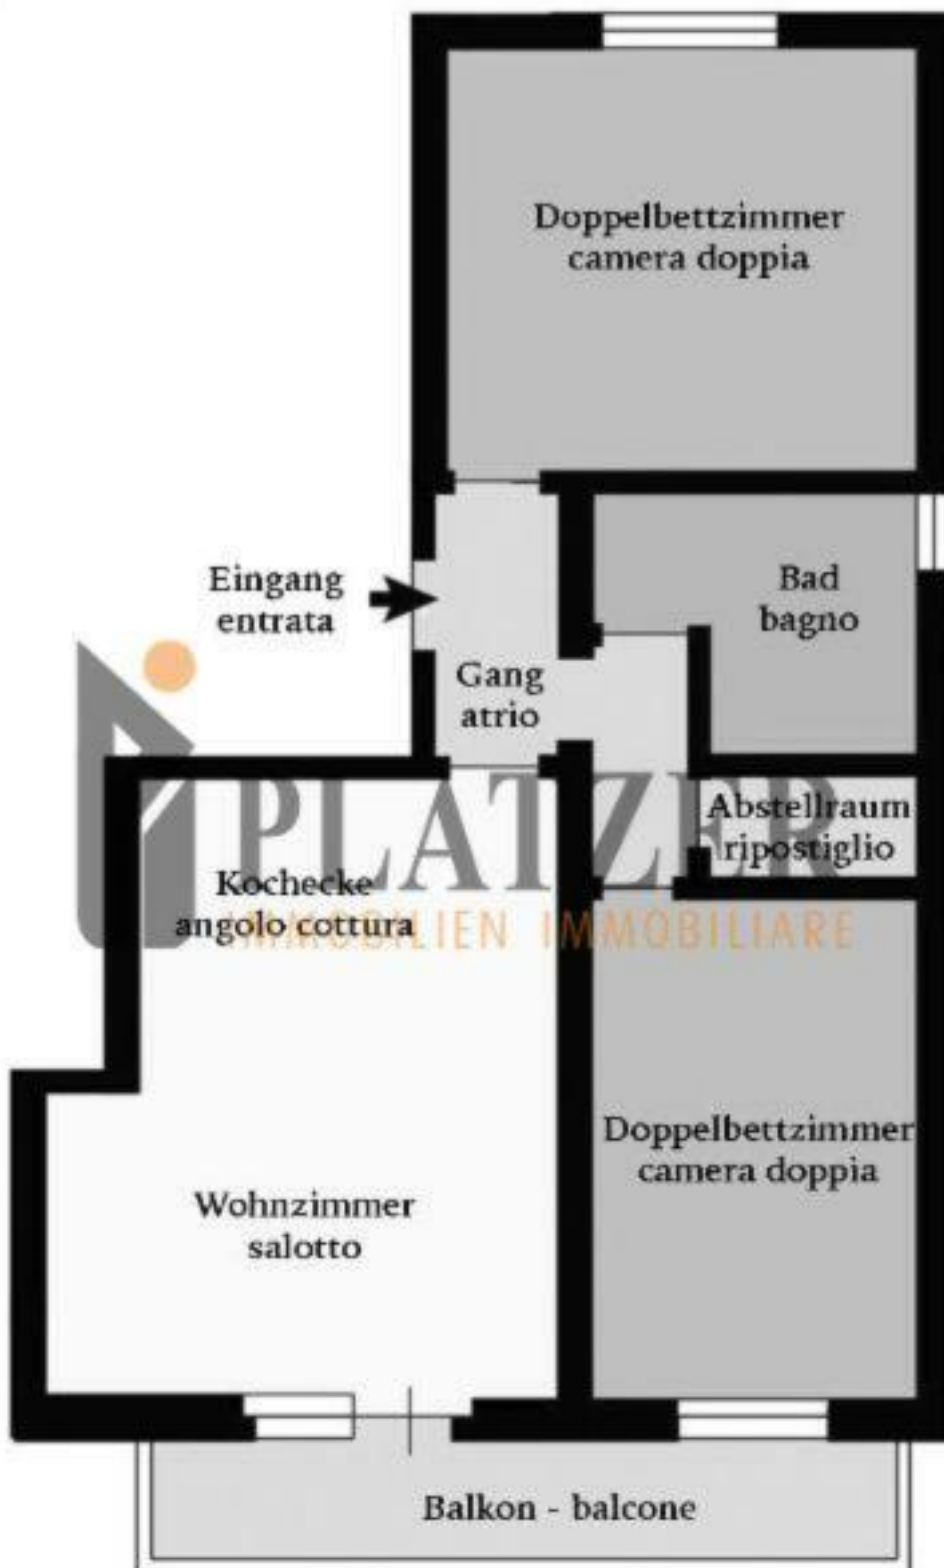 Doppelbettzimmer
camera doppia
Eingang
entrata
Bad
bagno
Gang
atrio
PLATZER
IMMOBILIEN IMMOBILIARE
Abstellraum
ripostiglio
Kochecke
angolo cottura
Doppelbettzimmer
camera doppia
Wohnzimmer
salotto
Balkon - balcone